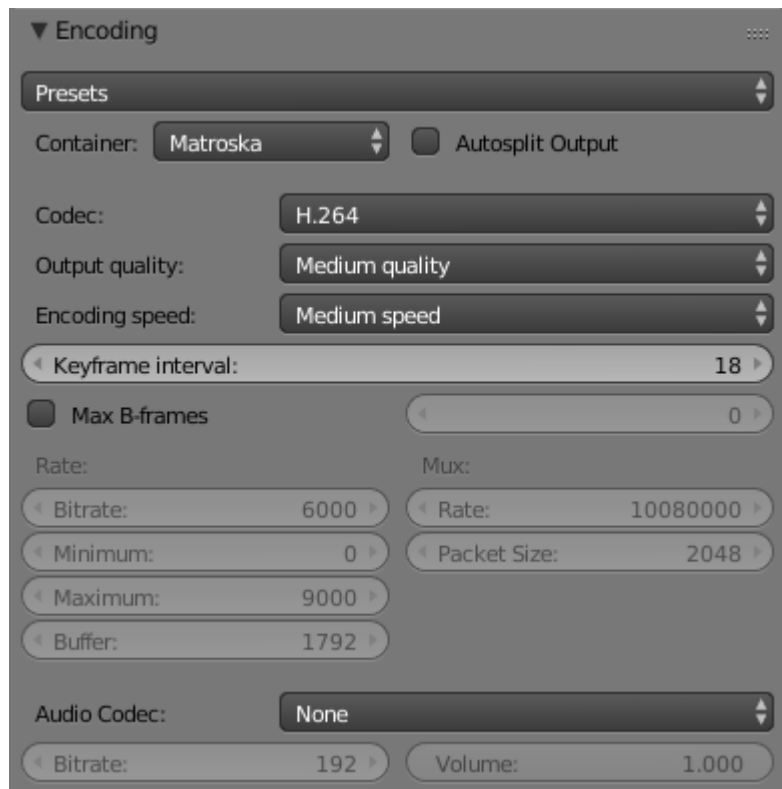 Encoding
Presets
Container: Matroska Autosplit Output
Codec: H.264
Output quality: Medium quality
Encoding speed: Medium speed
Keyframe interval: 18
Max B-frames 0
Rate: Mux:
Bitrate: 6000 Rate: 10080000
Minimum: 0 Packet Size: 2048
Maximum: 9000
Buffer: 1792
Audio Codec: None
Bitrate: 192 Volume: 1.000